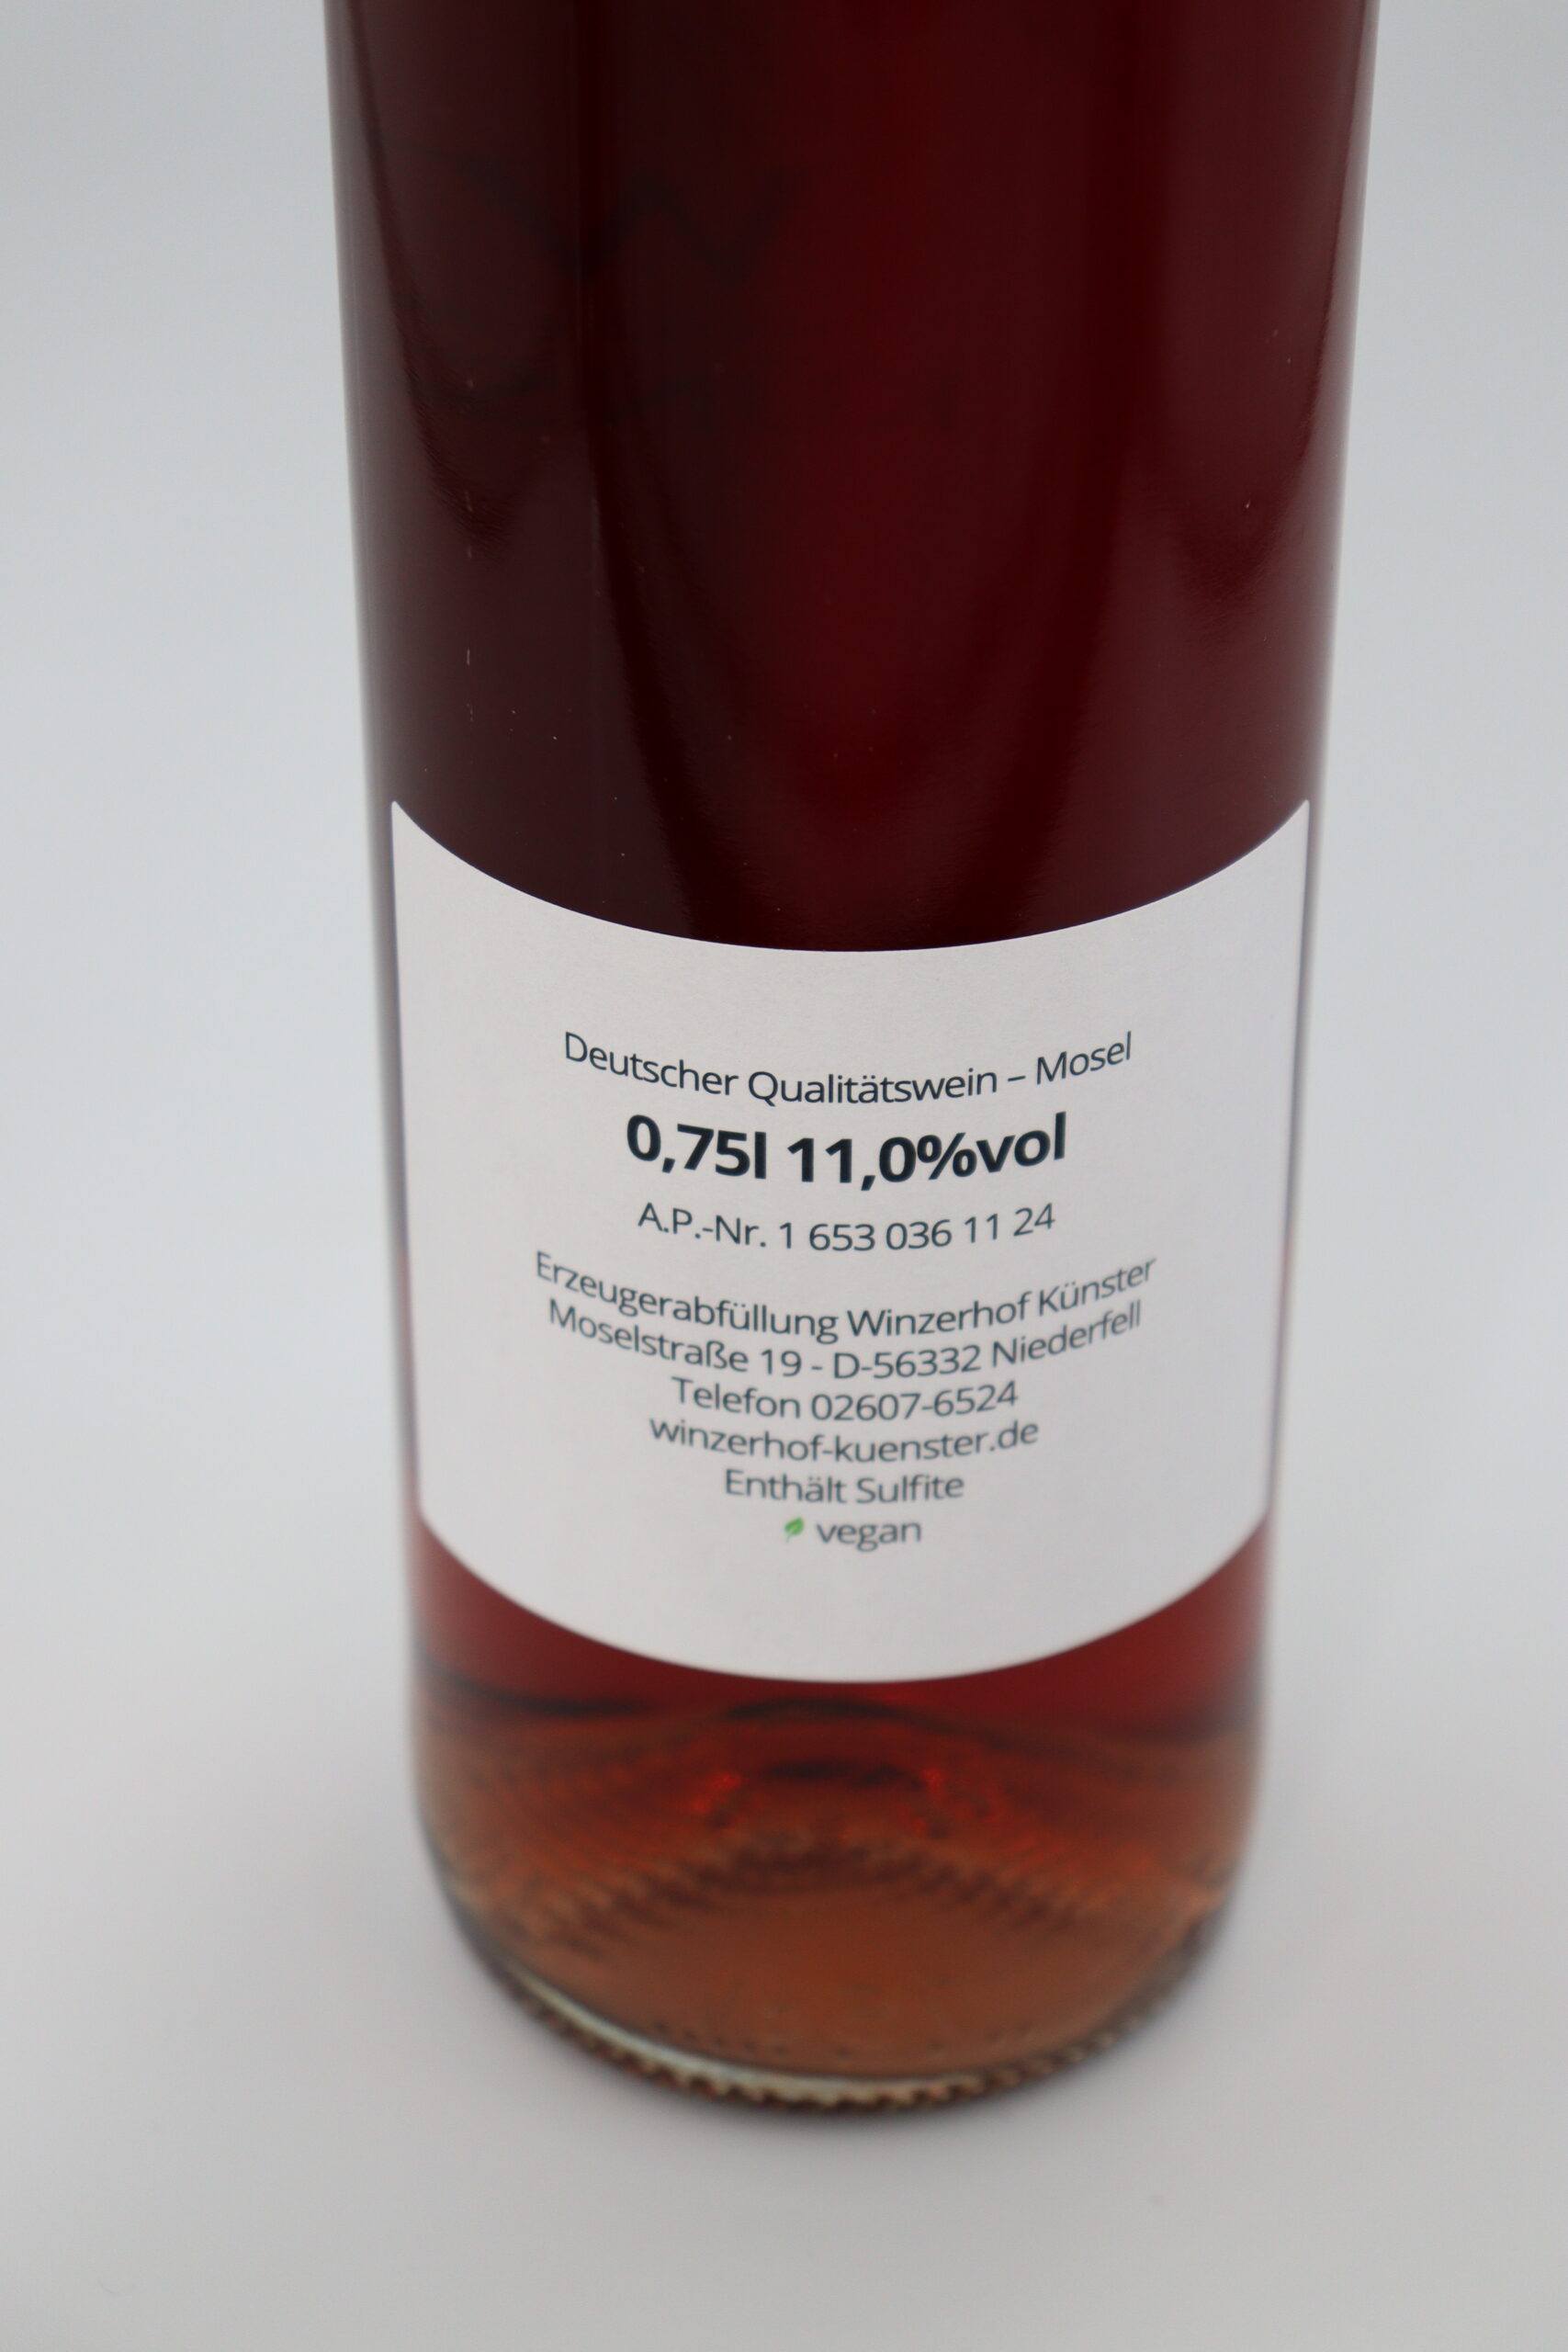 Deutscher Qualitätswein – Mosel
0,75l 11,0%vol
A.P.-Nr. 1 653 036 11 24
Erzeugerabfüllung Winzerhof Künster
Moselstraße 19 - D-56332 Niederfell
Telefon 02607-6524
winzerhof-kuenster.de
Enthält Sulfite
vegan